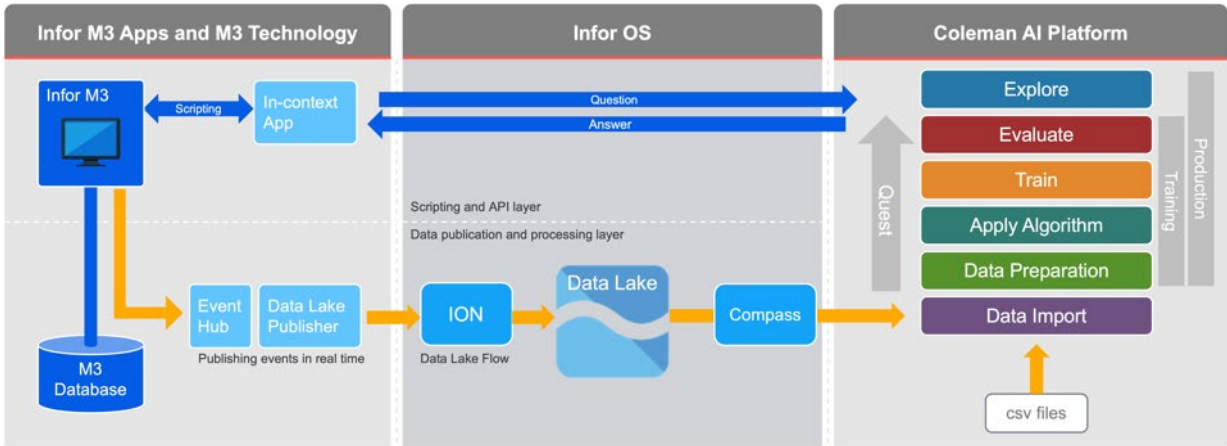 Infor M3 Apps and M3 Technology
Infor OS
Coleman AI Platform
Infor M3
Scripting
In-context
App
Question
Answer
Explore
Evaluate
Train
Apply Algorithm
Data Preparation
Data Import
Quest
Training
Production
Scripting and API layer
Data publication and processing layer
Event
Hub
Data Lake
Publisher
Publishing events in real time
ION
Data Lake Flow
Data Lake
Compass
M3
Database
csv files